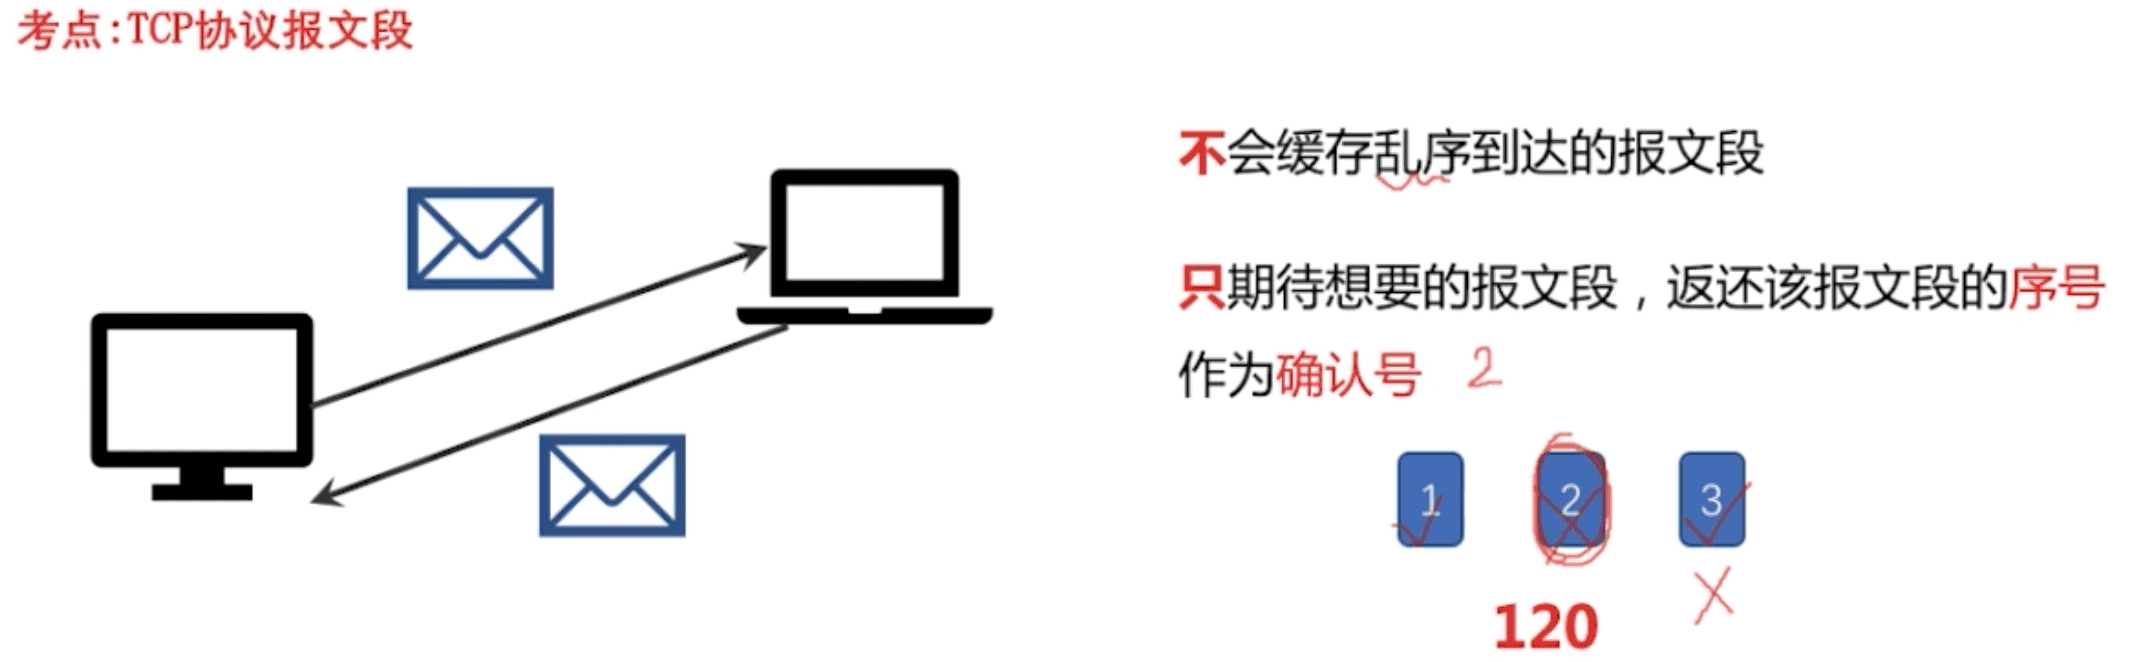 考点:TCP协议报文段
不会缓存乱序到达的报文段
只期待想要的报文段，返还该报文段的序号
作为确认号 2
1 2 3
120